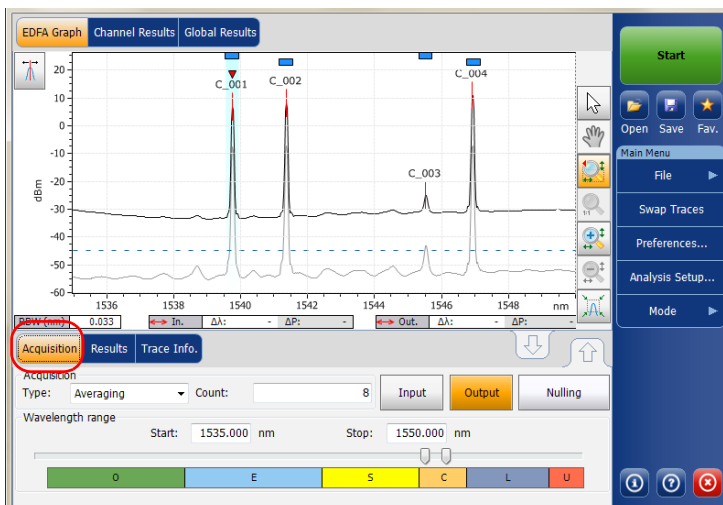 EDFA Graph Channel Results Global Results
Start
20
10
0
-10
-20
-30
-40
-50
-60
dBm
C_001
C_002
C_003
C_004
1536 1538 1540 1542 1544 1546 1548 nm
1:1
RBW (nm) 0.033 In. Δλ: - ΔP: - Out. Δλ: - ΔP: -
Open Save Fav.
Main Menu
File
Swap Traces
Preferences...
Analysis Setup...
Mode
Acquisition Results Trace Info.
Acquisition
Type: Averaging Count: 8 Input Output Nulling
Wavelength range
Start: 1535.000 nm Stop: 1550.000 nm
O E S C L U